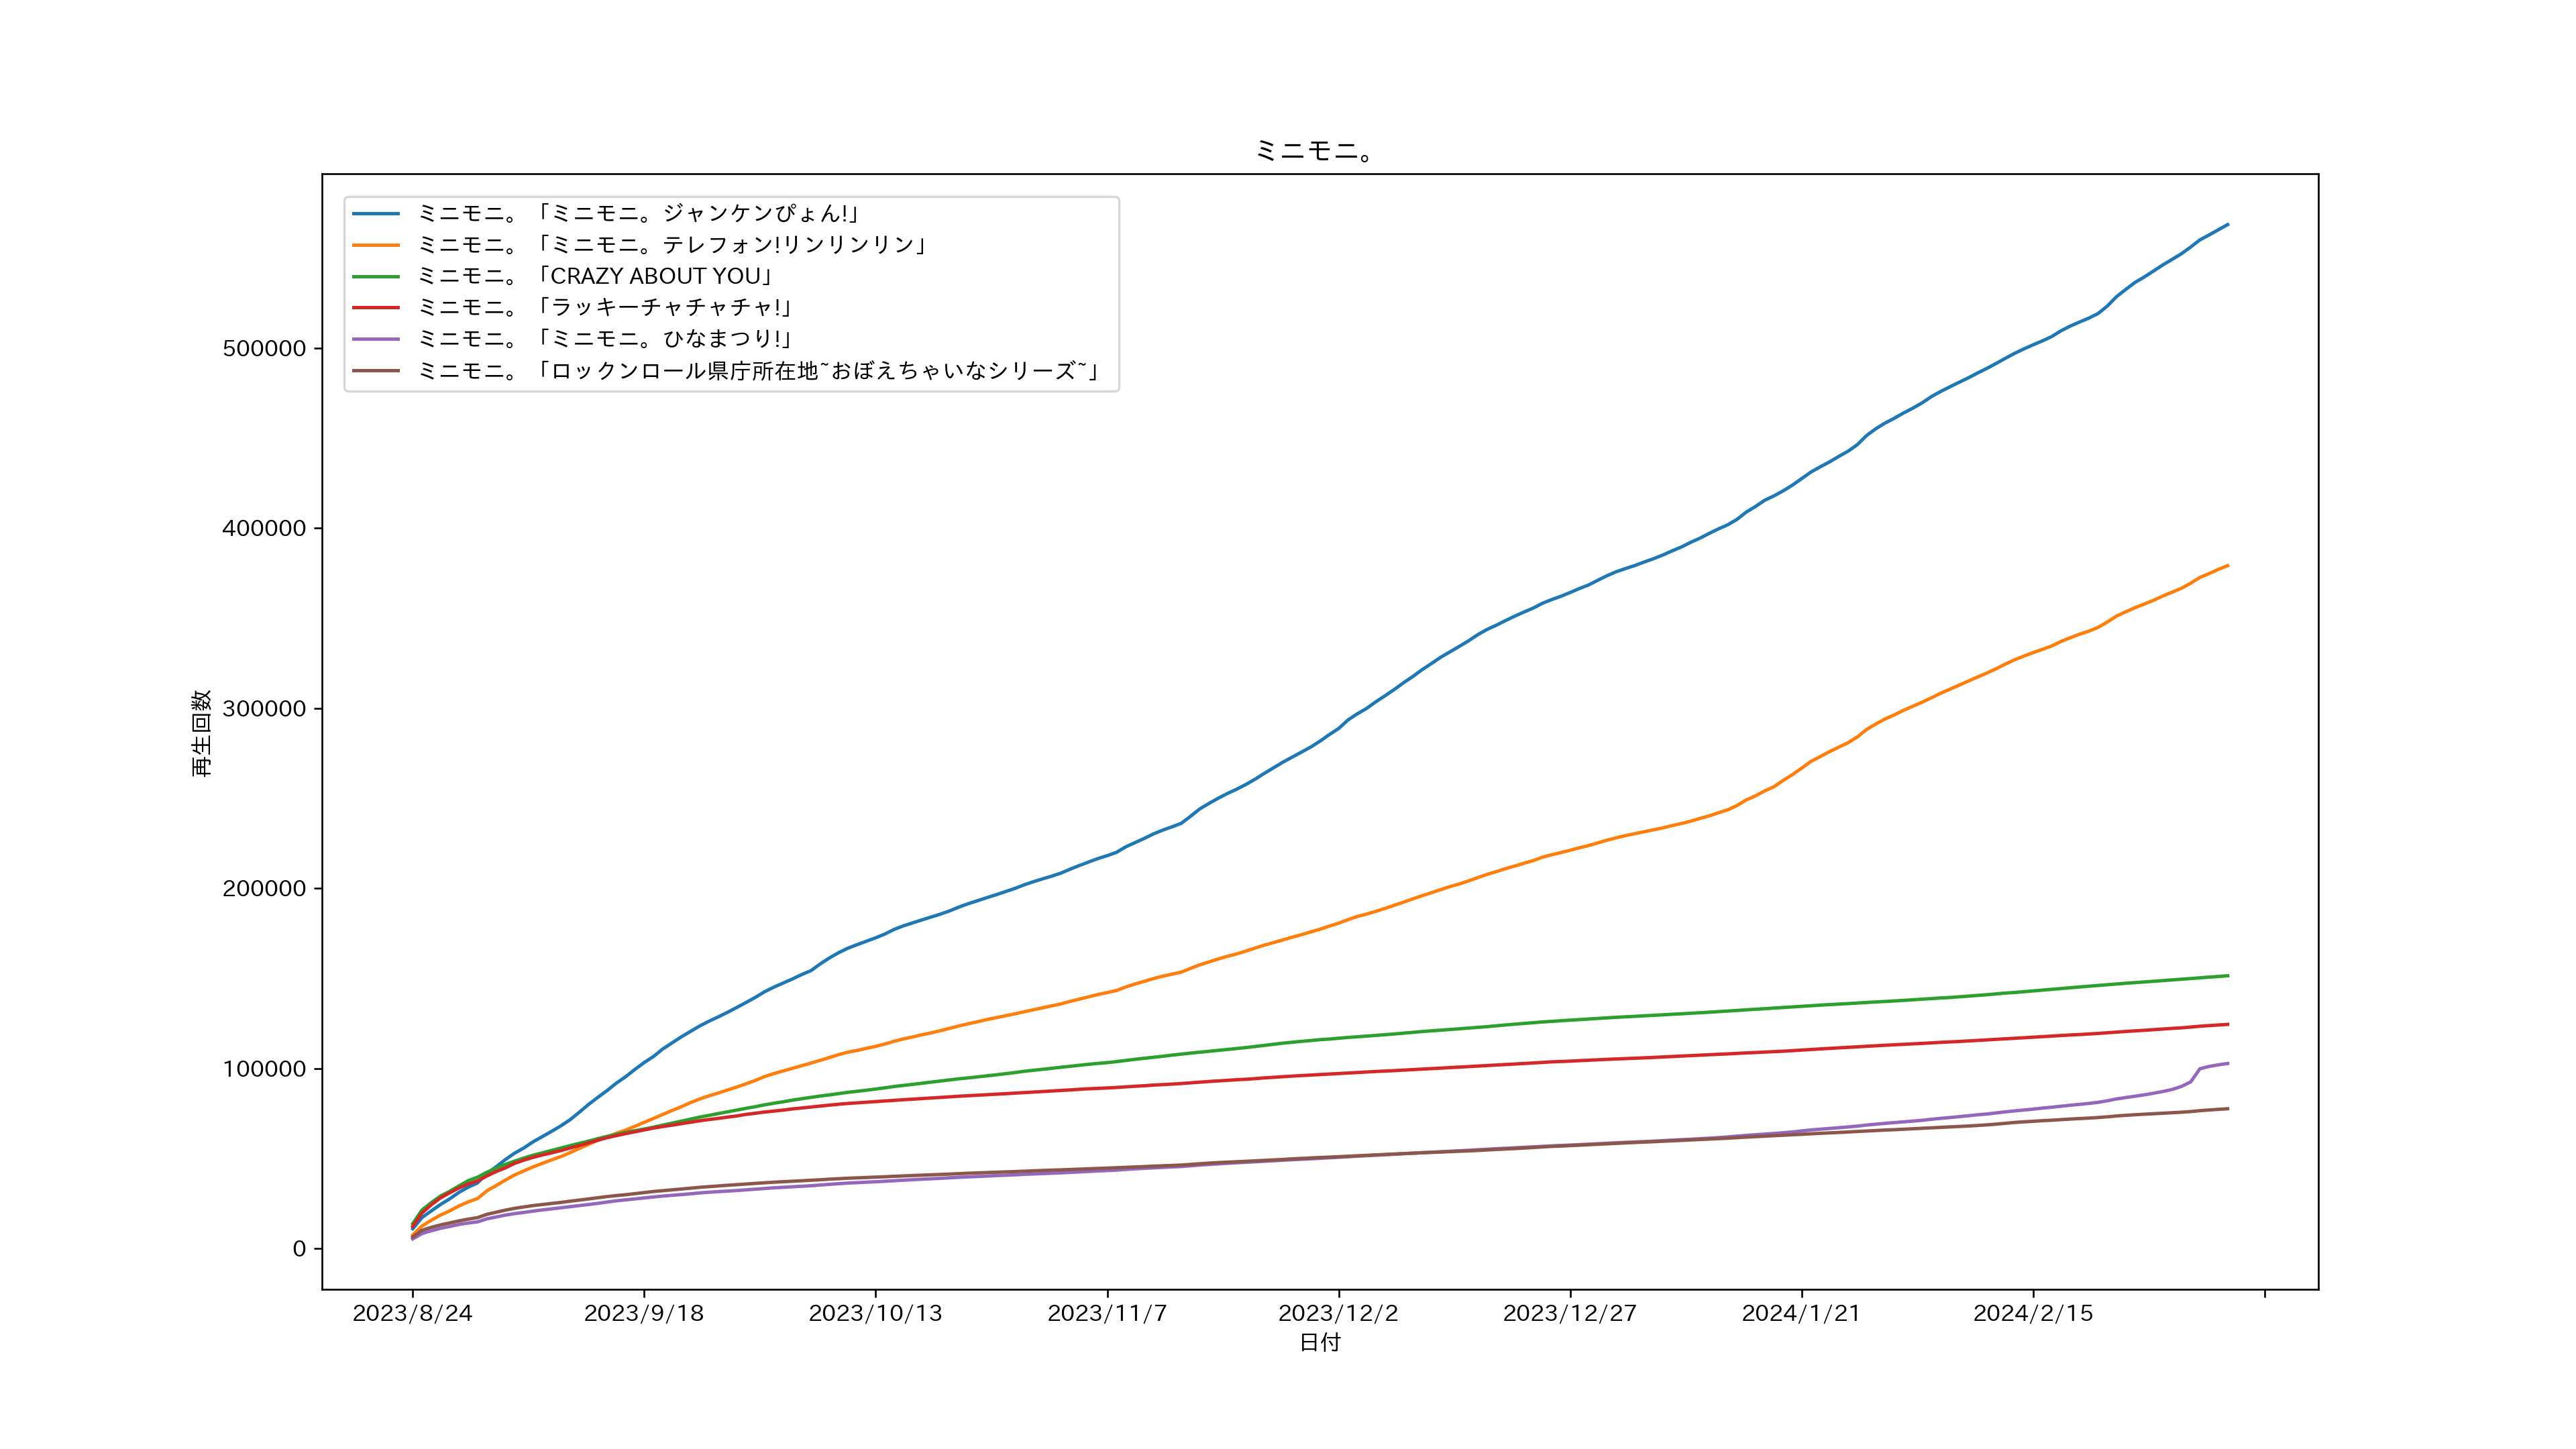 ミニモニ。
ミニモニ。「ミニモニ。ジャンケンぴょん!」
ミニモニ。「ミニモニ。テレフォン!リンリンリン」
ミニモニ。「CRAZY ABOUT YOU」
ミニモニ。「ラッキーチャチャチャ!」
ミニモニ。「ミニモニ。ひなまつり!」
ミニモニ。「ロックンロール県庁所在地~おぼえちゃいなシリーズ~」
再生回数
500000
400000
300000
200000
100000
0
2023/8/24 2023/9/18 2023/10/13 2023/11/7 2023/12/2 2023/12/27 2024/1/21 2024/2/15
日付